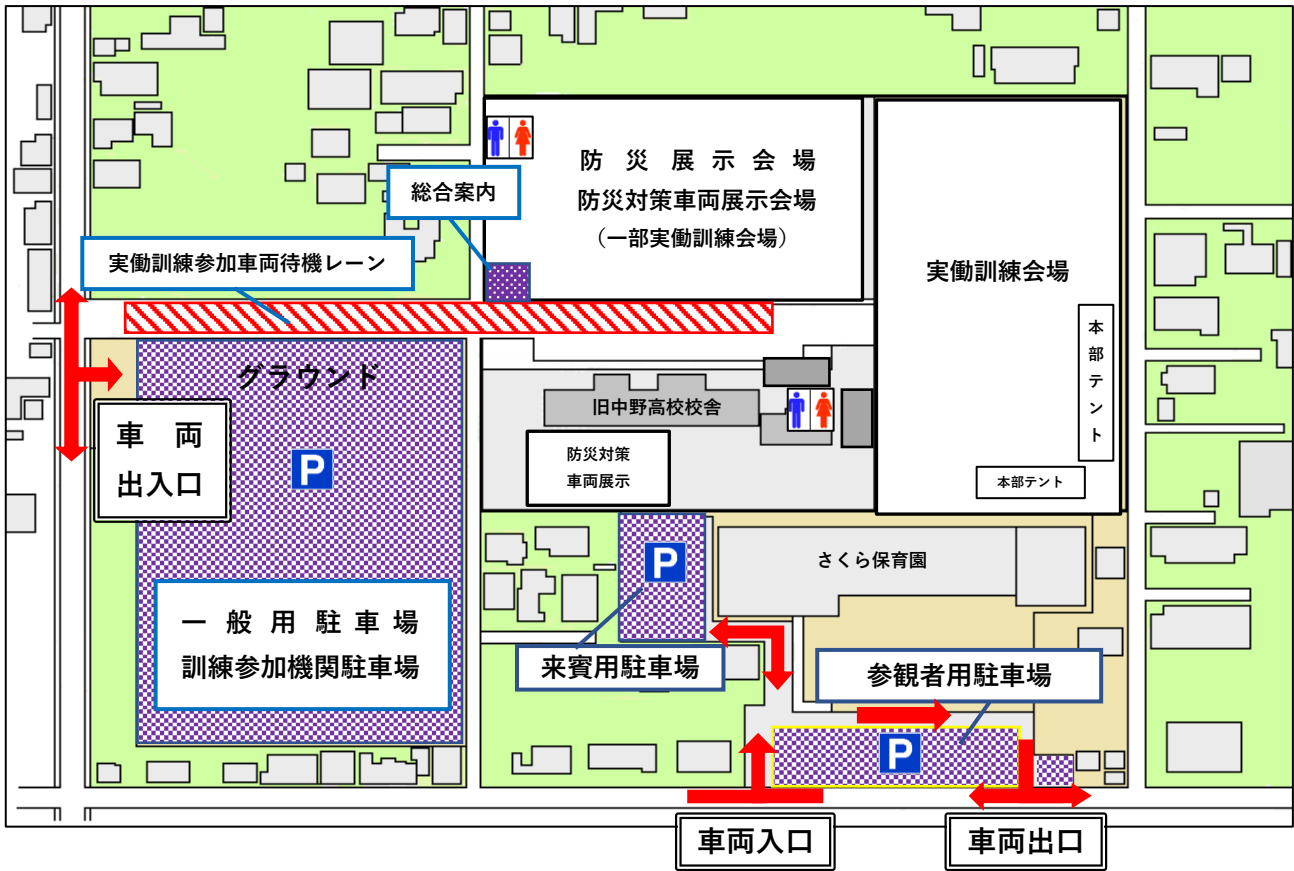 防災展示会場
防災対策車両展示会場
（一部実働訓練会場）
総合案内
実働訓練参加車両待機レーン
実働訓練会場
本部テント
グラウンド
旧中野高校校舎
車両
出入口
P
防災対策
車両展示
本部テント
P
さくら保育園
一般用駐車場
訓練参加機関駐車場
来賓用駐車場
参観者用駐車場
P
車両入口
車両出口